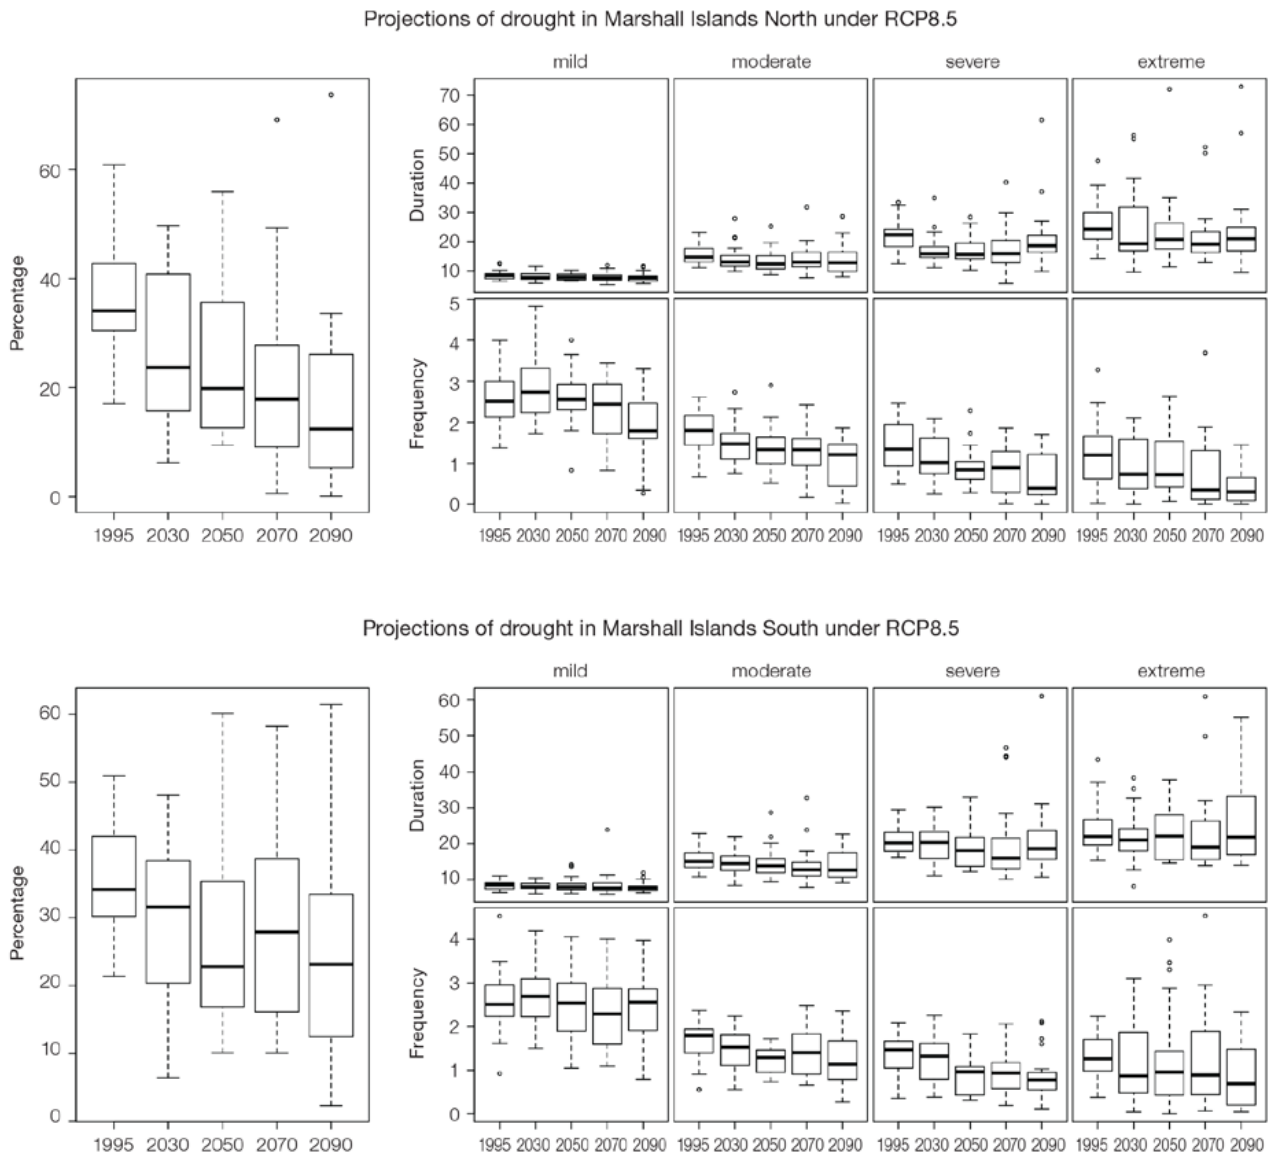 Projections of drought in Marshall Islands North under RCP8.5
mild moderate severe extreme
Percentage
60
40
20
0
1995 2030 2050 2070 2090
Duration
70
60
50
40
30
20
10
Frequency
5
4
3
2
1
0
1995 2030 2050 2070 2090 1995 2030 2050 2070 2090 1995 2030 2050 2070 2090 1995 2030 2050 2070 2090
Projections of drought in Marshall Islands South under RCP8.5
mild moderate severe extreme
Percentage
60
50
40
30
20
10
0
1995 2030 2050 2070 2090
Duration
60
50
40
30
20
10
Frequency
4
3
2
1
0
1995 2030 2050 2070 2090 1995 2030 2050 2070 2090 1995 2030 2050 2070 2090 1995 2030 2050 2070 2090